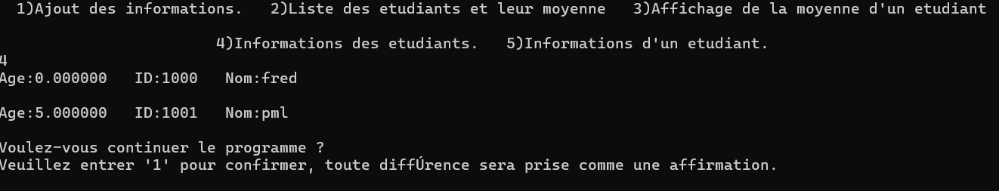 1)Ajout des informations.   2)Liste des etudiants et leur moyenne   3)Affichage de la moyenne d'un etudiant
4)Informations des etudiants.   5)Informations d'un etudiant.
4
Age:0.000000   ID:1000   Nom:fred
Age:5.000000   ID:1001   Nom:pml
Voulez-vous continuer le programme ?
Veuillez entrer '1' pour confirmer, toute diffÚrence sera prise comme une affirmation.